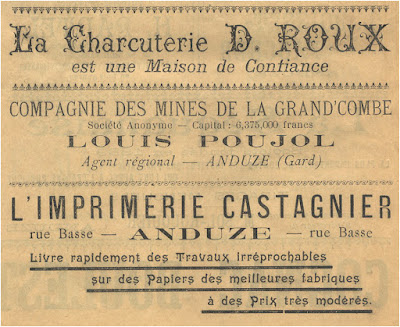 La Charcuterie D. ROUX
est une Maison de Confiance
COMPAGNIE DES MINES DE LA GRAND'COMBE
Société Anonyme — Capital: 6,375,000 francs
LOUIS POUJOL
Agent régional — ANDUZE (Gard)
L'IMPRIMERIE CASTAGNIER
rue Basse — ANDUZE — rue Basse
Livre rapidement des Travaux irréprochables
sur des Papiers des meilleures fabriques
à des Prix très modérés.